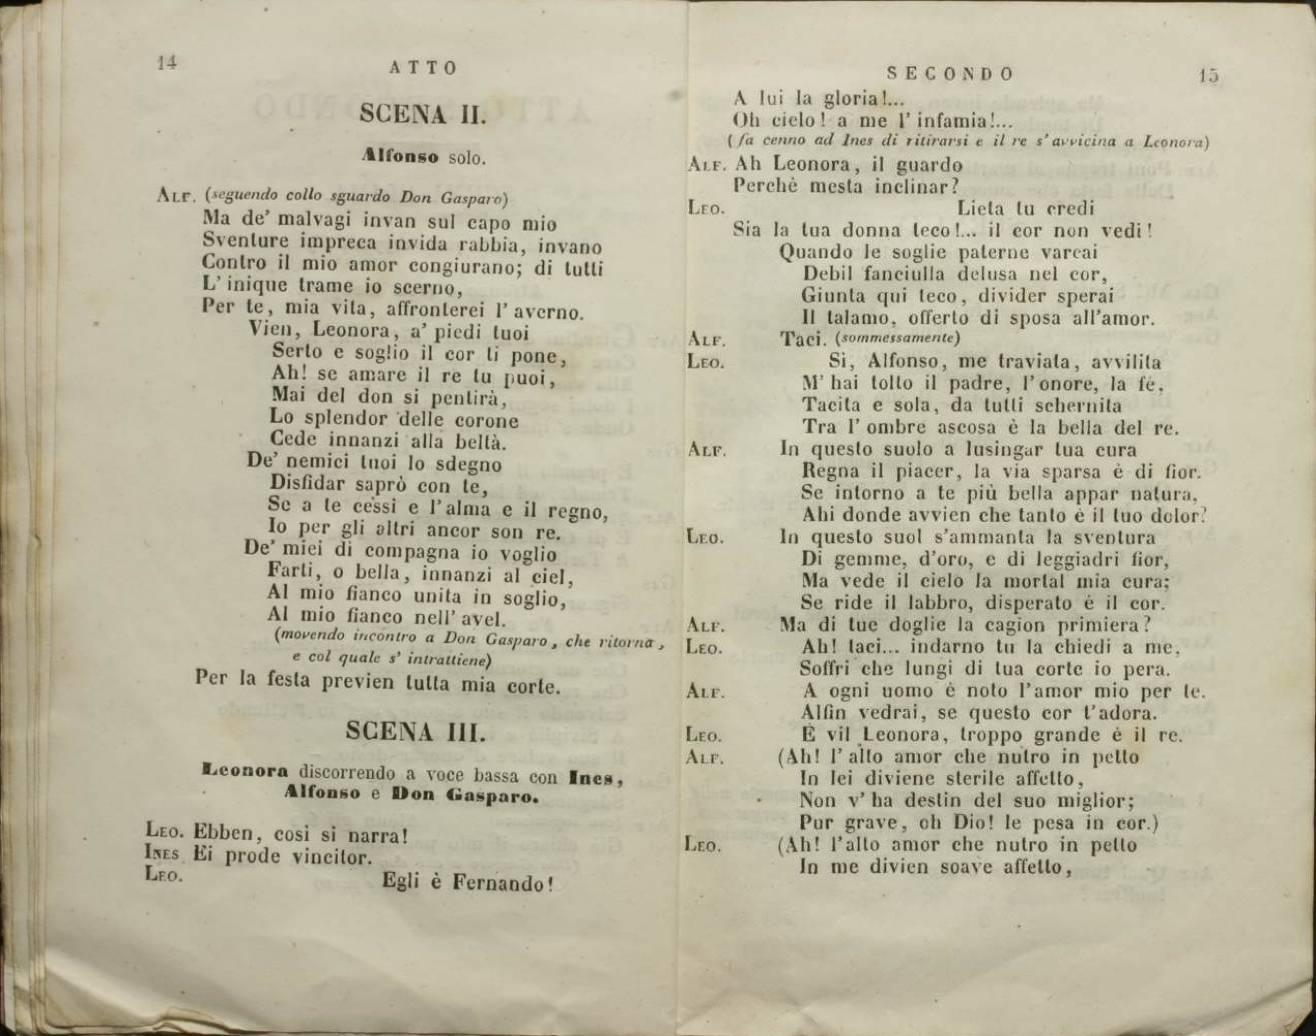 14
ATTO
SCENA II.
Alfonso solo.
ALF. (seguendo collo sguardo Don Gasparo)
Ma de' malvagi invan sul capo mio
Sventure impreca invida rabbia, invano
Contro il mio amor congiurano; di tutti
L' inique trame io scerno,
Per te, mia vita, affronterei l' averno.
Vien, Leonora, a' piedi tuoi
Serto e soglio il cor ti pone,
Ah! se amare il re tu puoi,
Mai del don si pentirà,
Lo splendor delle corone
Cede innanzi alla beltà.
De' nemici tuoi lo sdegno
Disfidar saprò con te,
Se a te cessi e l'alma e il regno,
Io per gli altri ancor son re.
De' miei dì compagna io voglio
Farti, o bella, innanzi al ciel,
Al mio fianco unita in soglio,
Al mio fianco nell' avel.
(movendo incontro a Don Gasparo, che ritorna,
e col quale s' intrattiene)
Per la festa previen tutta mia corte.
SCENA III.
Leonora discorrendo a voce bassa con Ines,
Alfonso e Don Gasparo.
LEO. Ebben, così si narra!
INES Ei prode vincitor.
LEO. Egli è Fernando!
SECONDO
15
A lui la gloria!...
Oh cielo! a me l' infamia!...
(fa cenno ad Ines di ritirarsi e il re s' avvicina a Leonora)
ALF. Ah Leonora, il guardo
Perchè mesta inclinar?
LEO. Lieta tu credi
Sia la tua donna teco!... il cor non vedi!
Quando le soglie paterne varcai
Debil fanciulla delusa nel cor,
Giunta qui teco, divider sperai
Il talamo, offerto di sposa all'amor.
ALF. Taci. (sommessamente)
LEO. Sì, Alfonso, me traviata, avvilita
M' hai tolto il padre, l'onore, la fè,
Tacita e sola, da tutti schernita
Tra l' ombre ascosa è la bella del re.
ALF. In questo suolo a lusingar tua cura
Regna il piacer, la via sparsa è di fior.
Se intorno a te più bella appar natura,
Ahi donde avvien che tanto è il tuo dolor?
LEO. In questo suol s'ammanta la sventura
Di gemme, d'oro, e di leggiadri fior,
Ma vede il cielo la mortal mia cura;
Se ride il labbro, disperato è il cor.
ALF. Ma di tue doglie la cagion primiera?
LEO. Ah! taci... indarno tu la chiedi a me,
Soffri che lungi di tua corte io pera.
ALF. A ogni uomo è noto l'amor mio per te.
Alfin vedrai, se questo cor t'adora.
LEO. È vil Leonora, troppo grande è il re.
ALF. (Ah! l' alto amor che nutro in petto
In lei diviene sterile affetto,
Non v' ha destin del suo miglior;
Pur grave, oh Dio! le pesa in cor.)
LEO. (Ah! l'alto amor che nutro in petto
In me divien soave affetto,